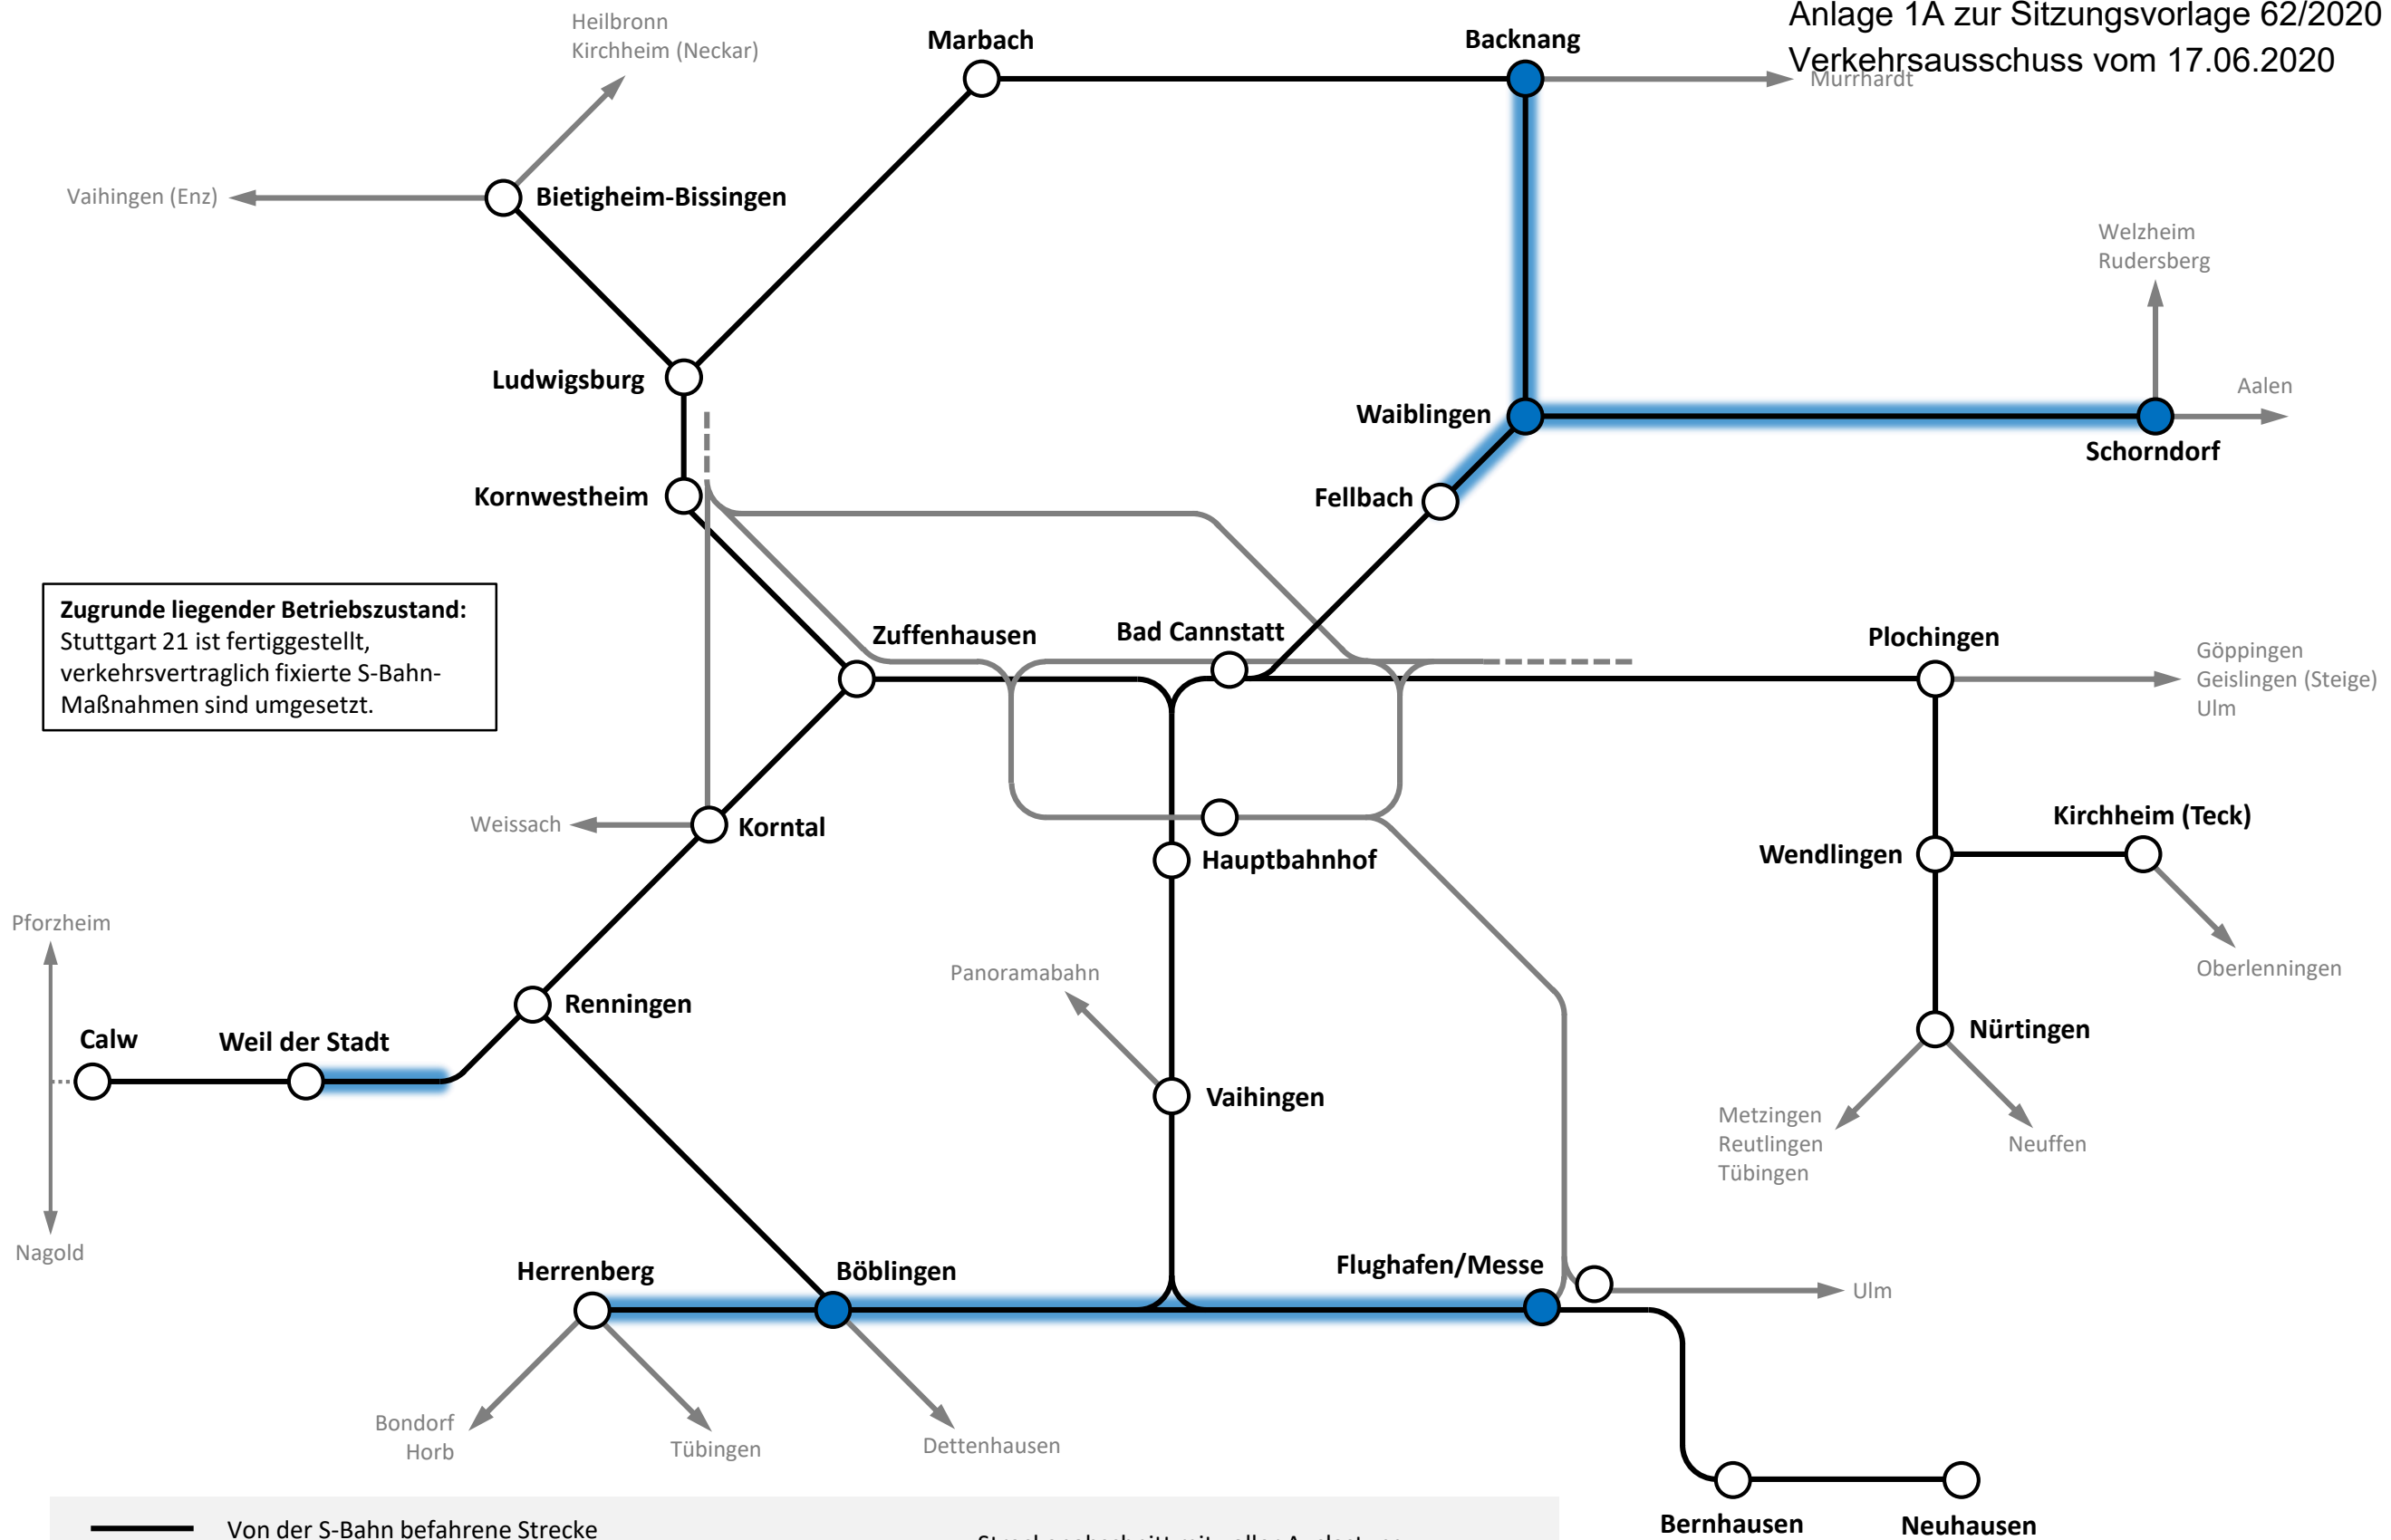 Anlage 1A zur Sitzungsvorlage 62/2020
Verkehrsausschuss vom 17.06.2020
Heilbronn
Kirchheim (Neckar)
Marbach
Backnang
Murrhardt
Vaihingen (Enz)
Bietigheim-Bissingen
Welzheim
Rudersberg
Ludwigsburg
Aalen
Waiblingen
Schorndorf
Kornwestheim
Fellbach
Zugrunde liegender Betriebszustand:
Stuttgart 21 ist fertiggestellt,
verkehrsvertraglich fixierte S-Bahn-
Maßnahmen sind umgesetzt.
Zuffenhausen
Bad Cannstatt
Plochingen
Göppingen
Geislingen (Steige)
Ulm
Weissach
Korntal
Kirchheim (Teck)
Hauptbahnhof
Wendlingen
Pforzheim
Oberlenningen
Panoramabahn
Renningen
Calw
Weil der Stadt
Nürtingen
Vaihingen
Metzingen
Reutlingen
Tübingen
Neuffen
Nagold
Herrenberg
Böblingen
Flughafen/Messe
Ulm
Bondorf
Horb
Tübingen
Dettenhausen
Bernhausen
Neuhausen
Von der S-Bahn befahrene Strecke